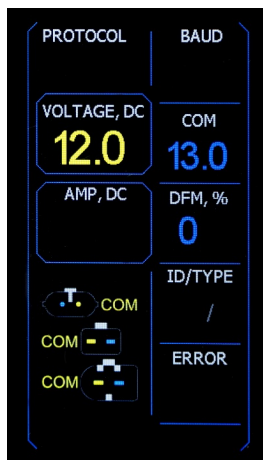 PROTOCOL
BAUD
VOLTAGE, DC
12.0
COM
13.0
AMP, DC
DFM, %
0
ID/TYPE
/
COM
COM
COM
ERROR